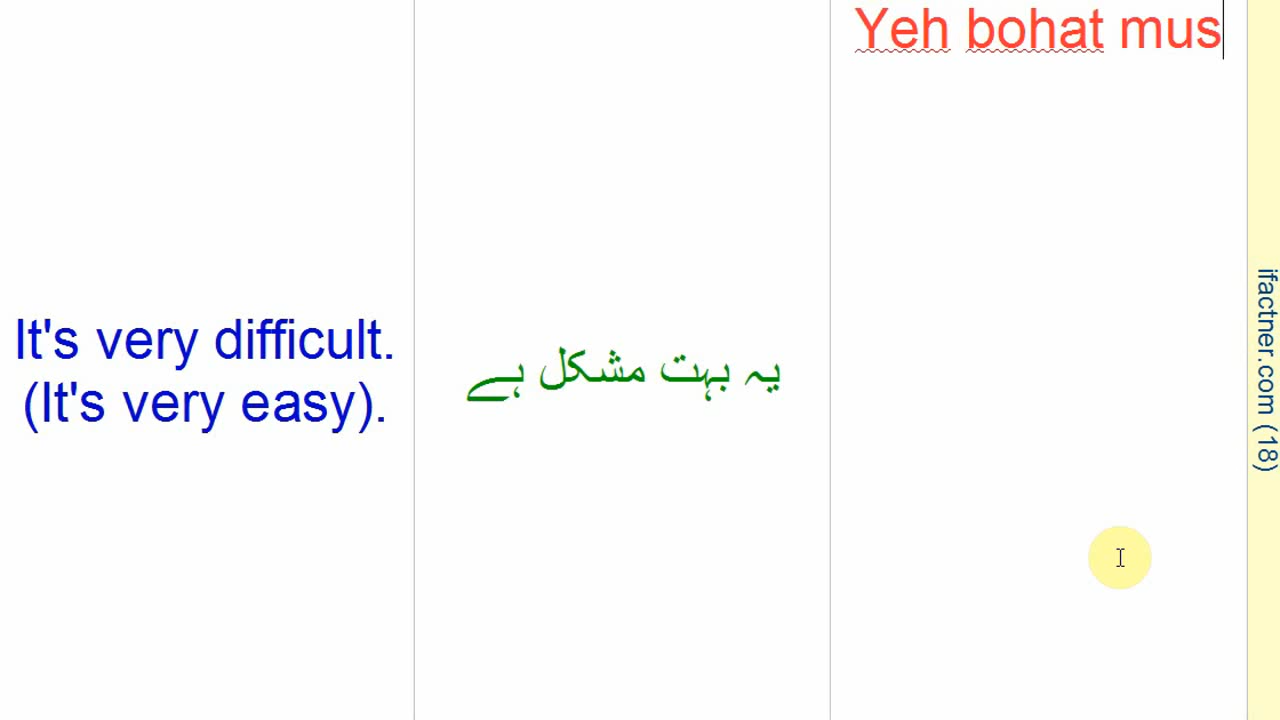 Yeh bohat mus
It's very difficult.
(It's very easy).
یہ بہت مشکل ہے
ifactner.com (18)